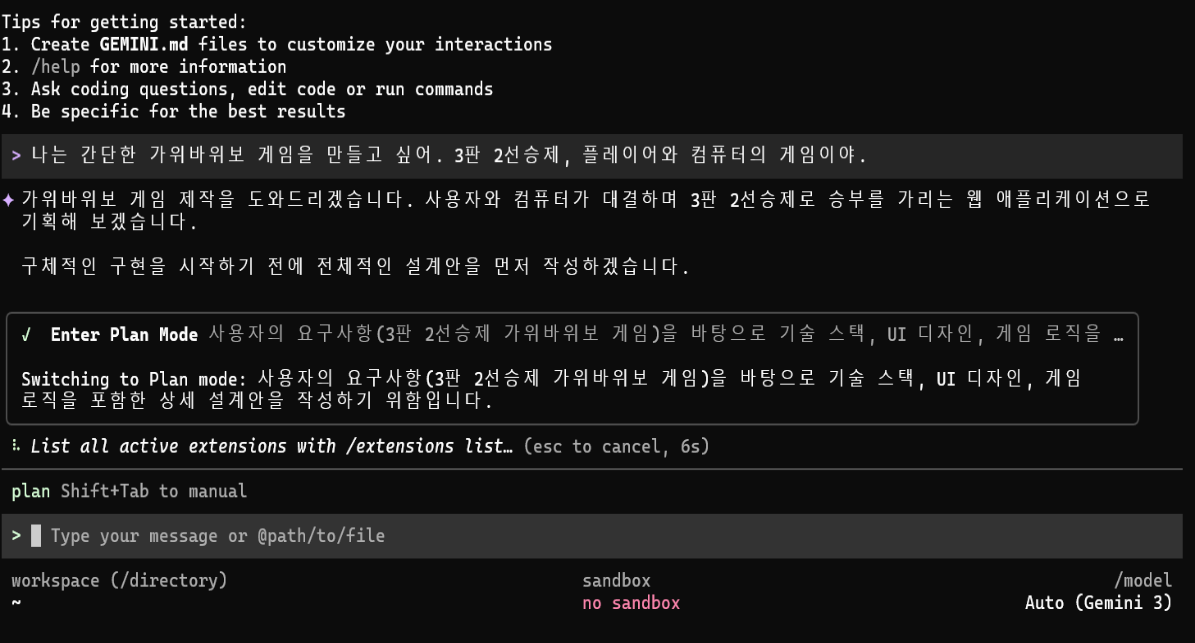 Tips for getting started:
1. Create GEMINI.md files to customize your interactions
2. /help for more information
3. Ask coding questions, edit code or run commands
4. Be specific for the best results
> 나는 간단한 가위바위보 게임을 만들고 싶어. 3판 2선승제, 플레이어와 컴퓨터의 게임이야.
✦ 가위바위보 게임 제작을 도와드리겠습니다. 사용자와 컴퓨터가 대결하며 3판 2선승제로 승부를 가리는 웹 애플리케이션으로
기획해 보겠습니다.
구체적인 구현을 시작하기 전에 전체적인 설계안을 먼저 작성하겠습니다.
✓ Enter Plan Mode 사용자의 요구사항(3판 2선승제 가위바위보 게임)을 바탕으로 기술 스택, UI 디자인, 게임 로직을 …
Switching to Plan mode: 사용자의 요구사항(3판 2선승제 가위바위보 게임)을 바탕으로 기술 스택, UI 디자인, 게임
로직을 포함한 상세 설계안을 작성하기 위함입니다.
⠧ List all active extensions with /extensions list… (esc to cancel, 6s)
plan Shift+Tab to manual
> Type your message or @path/to/file
workspace (/directory) sandbox /model
~ no sandbox Auto (Gemini 3)